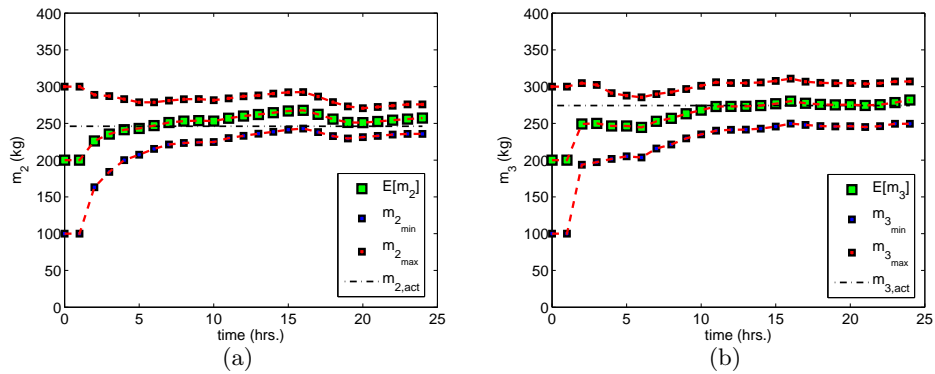 400
350
300
250
200
150
100
50
0
m2 (kg)
0 5 10 15 20 25
time (hrs.)
E[m2]
m2min
m2max
m2,act
(a)
400
350
300
250
200
150
100
50
0
m3 (kg)
0 5 10 15 20 25
time (hrs.)
E[m3]
m3min
m3max
m3,act
(b)